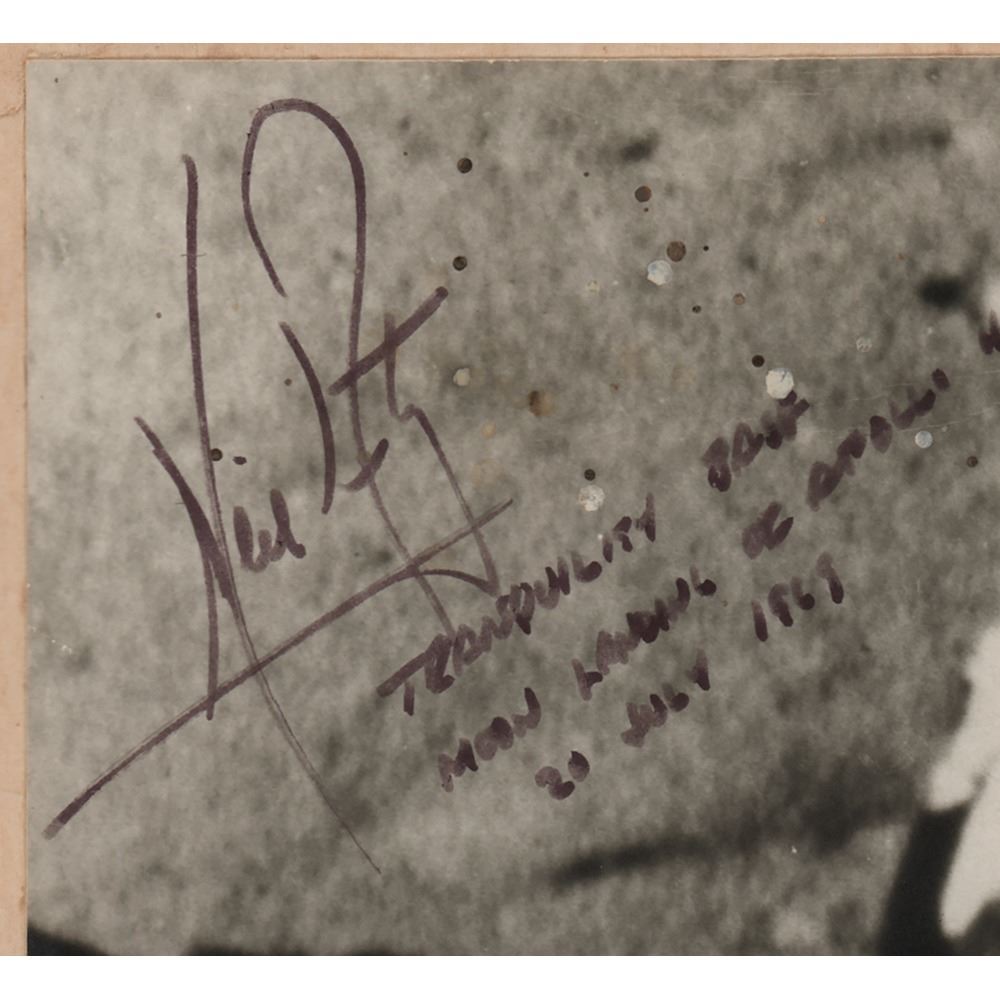 Neil
TRANQUILITY BASE
MOON LANDING OF APOLLO
20 JULY 1969